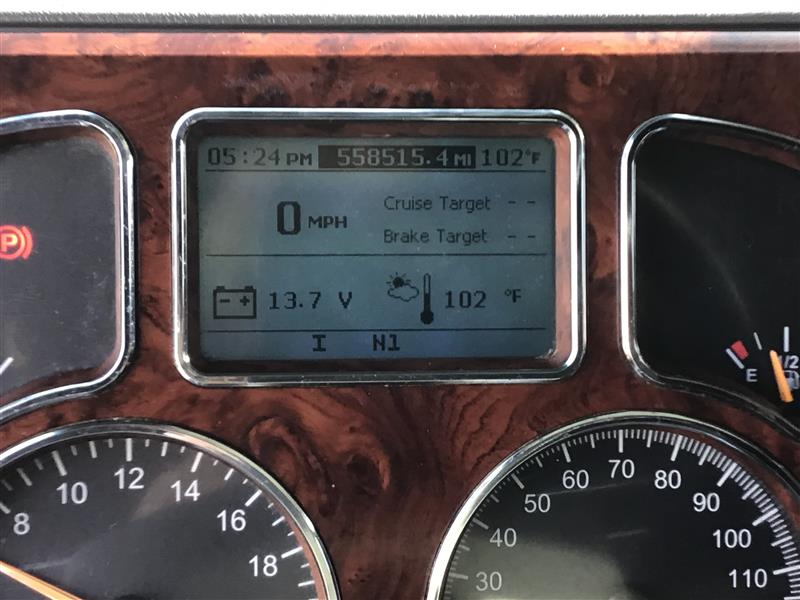 05:24 PM 558515.4 MI 102°F
0 MPH
Cruise Target - -
Brake Target - -
P
- + 13.7 V 102 °F
I N1
E 1/2
8 10 12 14 16 18
30 40 50 60 70 80 90 100 110